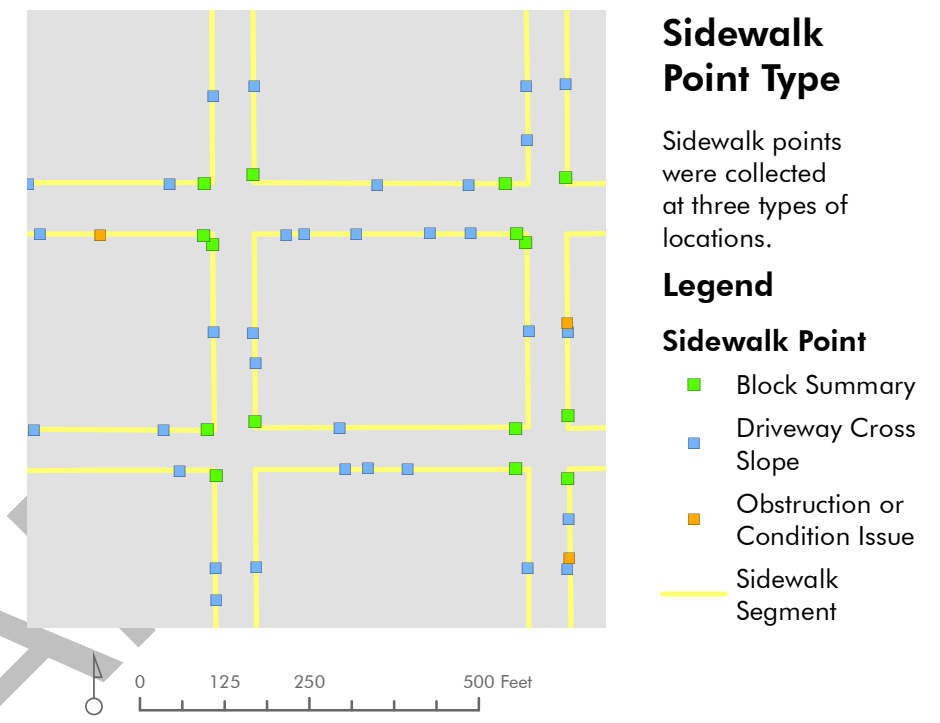 Sidewalk
Point Type
Sidewalk points
were collected
at three types of
locations.
Legend
Sidewalk Point
Block Summary
Driveway Cross
Slope
Obstruction or
Condition Issue
Sidewalk
Segment
0 125 250 500 Feet